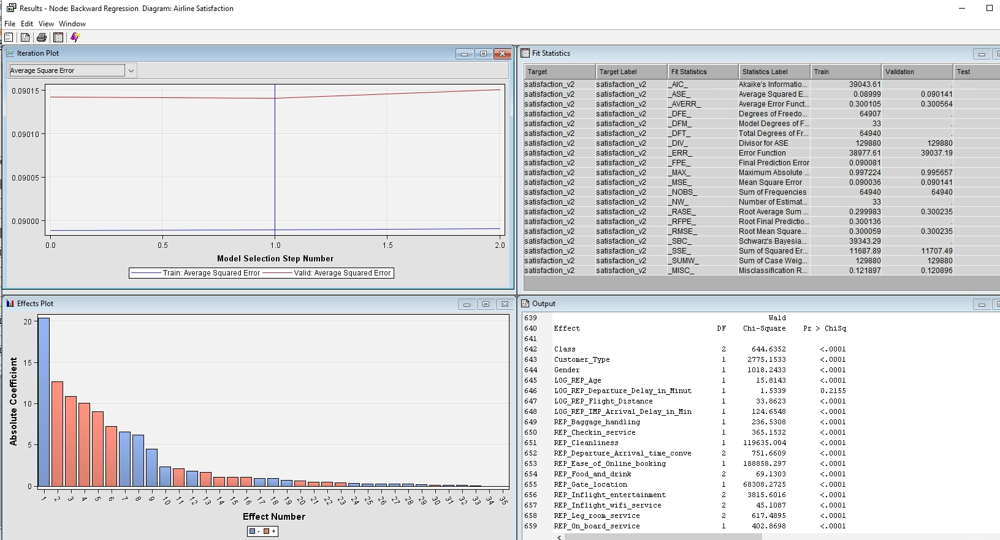 Results - Node: Backward Regression  Diagram: Airline Satisfaction
File Edit View Window
Iteration Plot
Average Square Error
0.09015
0.09010
0.09005
0.09000
0.0 0.5 1.0 1.5 2.0
Model Selection Step Number
Train: Average Squared Error Valid: Average Squared Error
Fit Statistics
Target Target Label Fit Statistics Statistics Label Train Validation Test
satisfaction_v2 satisfaction_v2 _AIC_ Akaike's Informatio... 39043.61 .
satisfaction_v2 satisfaction_v2 _ASE_ Average Squared E... 0.08999 0.090141
satisfaction_v2 satisfaction_v2 _AVERR_ Average Error Funct... 0.300105 0.300564
satisfaction_v2 satisfaction_v2 _DFE_ Degrees of Freedo... 64907 .
satisfaction_v2 satisfaction_v2 _DFM_ Model Degrees of F... 33 .
satisfaction_v2 satisfaction_v2 _DFT_ Total Degrees of Fr... 64940 .
satisfaction_v2 satisfaction_v2 _DIV_ Divisor for ASE 129880 129880
satisfaction_v2 satisfaction_v2 _ERR_ Error Function 38977.61 39037.19
satisfaction_v2 satisfaction_v2 _FPE_ Final Prediction Error 0.090081 .
satisfaction_v2 satisfaction_v2 _MAX_ Maximum Absolute ... 0.997224 0.995657
satisfaction_v2 satisfaction_v2 _MSE_ Mean Square Error 0.090036 0.090141
satisfaction_v2 satisfaction_v2 _NOBS_ Sum of Frequencies 64940 64940
satisfaction_v2 satisfaction_v2 _NW_ Number of Estimat... 33 .
satisfaction_v2 satisfaction_v2 _RASE_ Root Average Sum ... 0.299983 0.300235
satisfaction_v2 satisfaction_v2 _RFPE_ Root Final Predictio... 0.300136 .
satisfaction_v2 satisfaction_v2 _RMSE_ Root Mean Square... 0.300059 0.300235
satisfaction_v2 satisfaction_v2 _SBC_ Schwarz's Bayesia... 39343.29 .
satisfaction_v2 satisfaction_v2 _SSE_ Sum of Squared Er... 11687.89 11707.49
satisfaction_v2 satisfaction_v2 _SUMW_ Sum of Case Weig... 129880 129880
satisfaction_v2 satisfaction_v2 _MISC_ Misclassification R... 0.121897 0.120896
Effects Plot
Absolute Coefficient
20
15
10
5
0
1 2 3 4 5 6 7 8 9 10 11 12 13 14 15 16 17 18 19 20 21 22 23 24 25 26 27 28 29 30 31 32 33 34 35
Effect Number
- +
Output
639 Wald
640 Effect DF Chi-Square Pr > ChiSq
641
642 Class 2 644.6352 <.0001
643 Customer_Type 1 2775.1533 <.0001
644 Gender 1 1018.2433 <.0001
645 LOG_REP_Age 1 15.8143 <.0001
646 LOG_REP_Departure_Delay_in_Minut 1 1.5339 0.2155
647 LOG_REP_Flight_Distance 1 33.8623 <.0001
648 LOG_REP_IMP_Arrival_Delay_in_Min 1 124.6548 <.0001
649 REP_Baggage_handling 1 236.5308 <.0001
650 REP_Checkin_service 1 365.1532 <.0001
651 REP_Cleanliness 1 119635.004 <.0001
652 REP_Departure_Arrival_time_conve 2 751.6609 <.0001
653 REP_Ease_of_Online_booking 1 188858.297 <.0001
654 REP_Food_and_drink 2 69.1303 <.0001
655 REP_Gate_location 1 68308.2725 <.0001
656 REP_Inflight_entertainment 2 3815.6016 <.0001
657 REP_Inflight_wifi_service 2 45.1087 <.0001
658 REP_Leg_room_service 2 617.4895 <.0001
659 REP_On_board_service 1 402.8698 <.0001